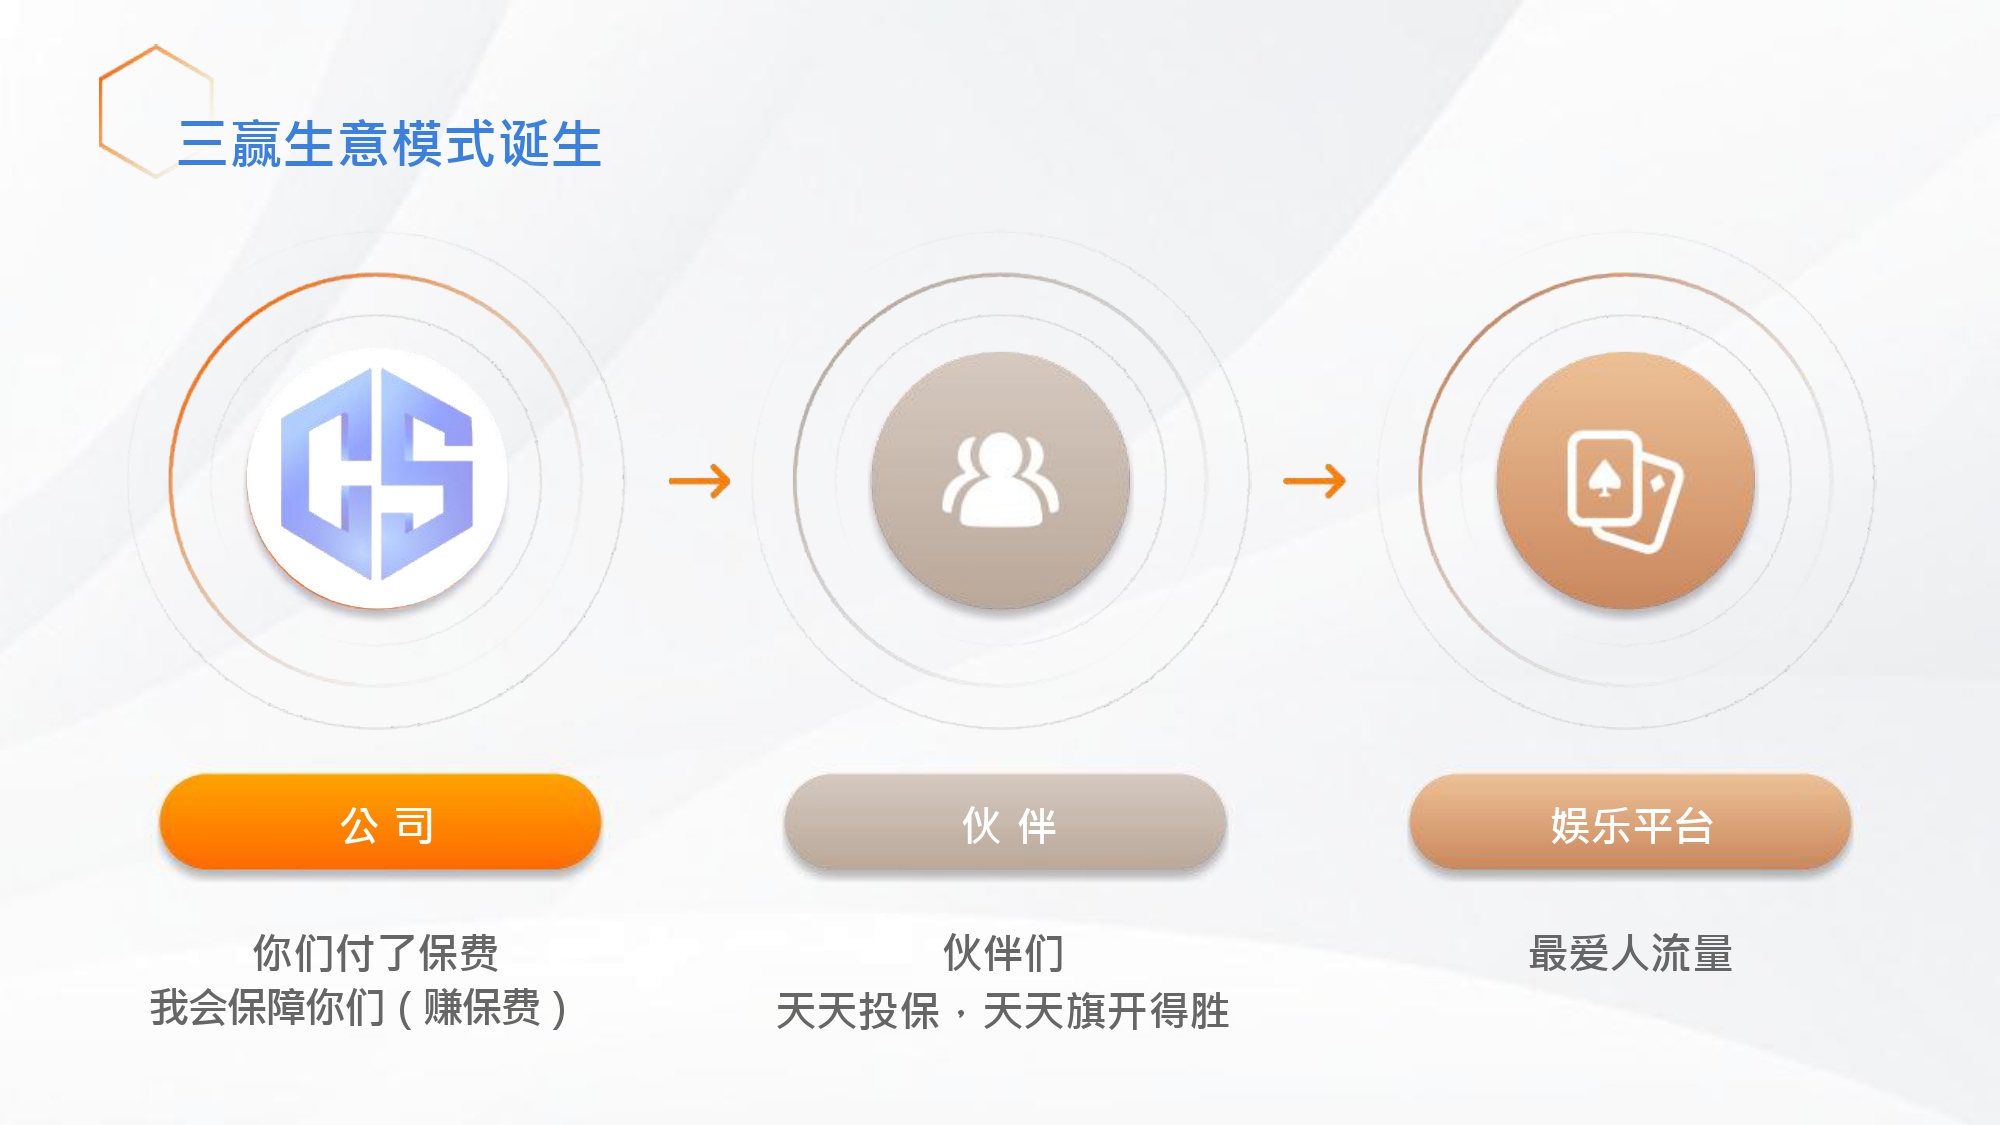 三赢生意模式诞生
CS
公 司
伙 伴
娱乐平台
你们付了保费
我会保障你们（赚保费）
伙伴们
天天投保，天天旗开得胜
最爱人流量